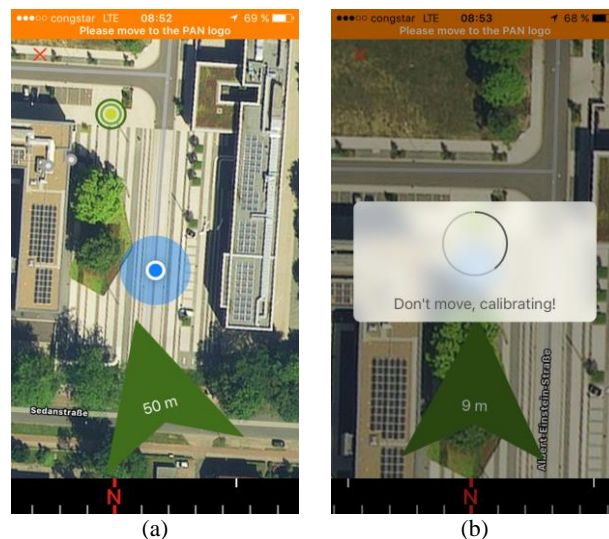 congstar LTE 08:52 69 %
Please move to the PAN logo
50 m
Sedanstraße
N
(a)
congstar LTE 08:53 68 %
Please move to the PAN logo
Don't move, calibrating!
9 m
Albert-Einstein-Straße
N
(b)